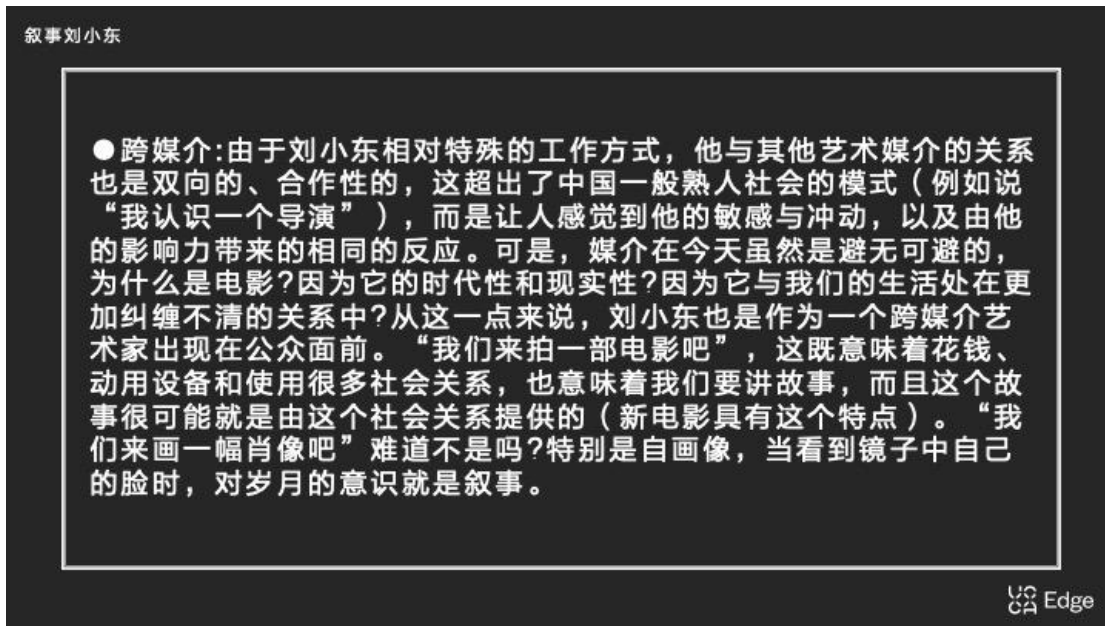 叙事刘小东
●跨媒介:由于刘小东相对特殊的工作方式，他与其他艺术媒介的关系
也是双向的、合作性的，这超出了中国一般熟人社会的模式（例如说
“我认识一个导演”），而是让人感觉到他的敏感与冲动，以及由他
的影响力带来的相同的反应。可是，媒介在今天虽然是避无可避的，
为什么是电影?因为它的时代性和现实性?因为它与我们的生活处在更
加纠缠不清的关系中?从这一点来说，刘小东也是作为一个跨媒介艺
术家出现在公众面前。“我们来拍一部电影吧”，这既意味着花钱、
动用设备和使用很多社会关系，也意味着我们要讲故事，而且这个故
事很可能就是由这个社会关系提供的（新电影具有这个特点）。“我
们来画一幅肖像吧”难道不是吗?特别是自画像，当看到镜子中自己
的脸时，对岁月的意识就是叙事。
UCCA Edge